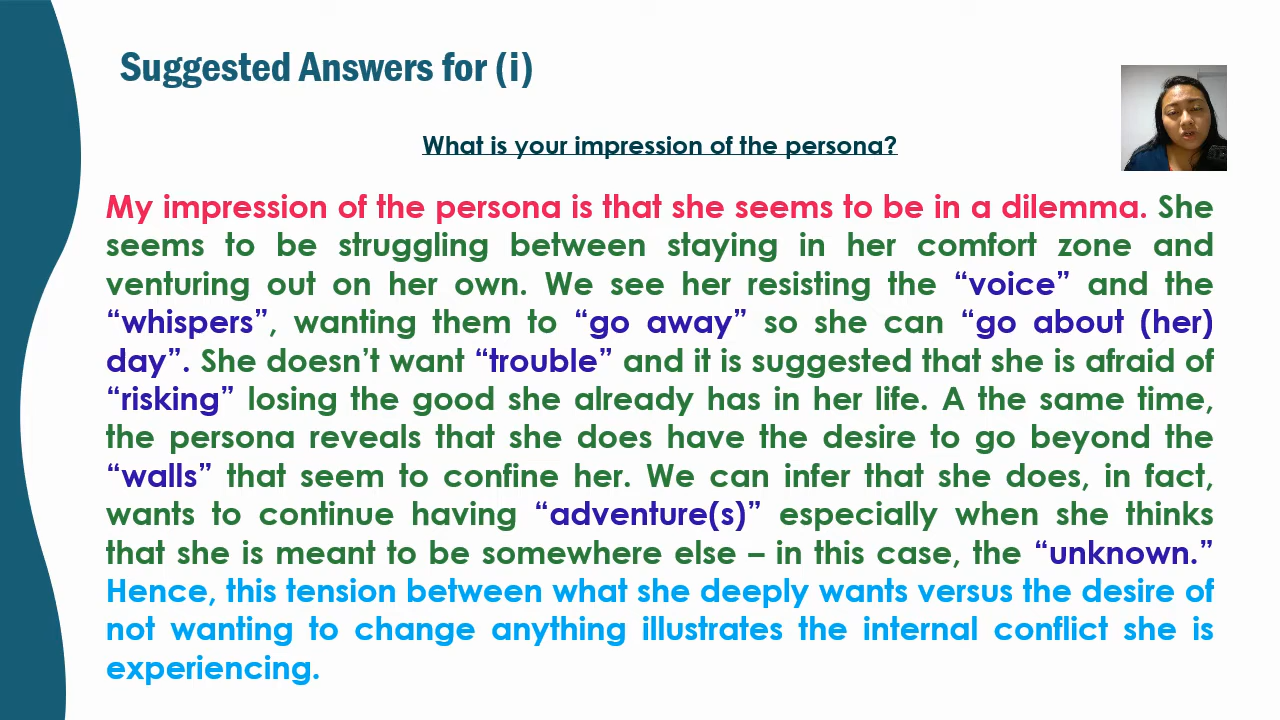 Suggested Answers for (i)
What is your impression of the persona?
My impression of the persona is that she seems to be in a dilemma. She
seems to be struggling between staying in her comfort zone and
venturing out on her own. We see her resisting the “voice” and the
“whispers”, wanting them to “go away” so she can “go about (her)
day”. She doesn’t want “trouble” and it is suggested that she is afraid of
“risking” losing the good she already has in her life. A the same time,
the persona reveals that she does have the desire to go beyond the
“walls” that seem to confine her. We can infer that she does, in fact,
wants to continue having “adventure(s)” especially when she thinks
that she is meant to be somewhere else – in this case, the “unknown.”
Hence, this tension between what she deeply wants versus the desire of
not wanting to change anything illustrates the internal conflict she is
experiencing.